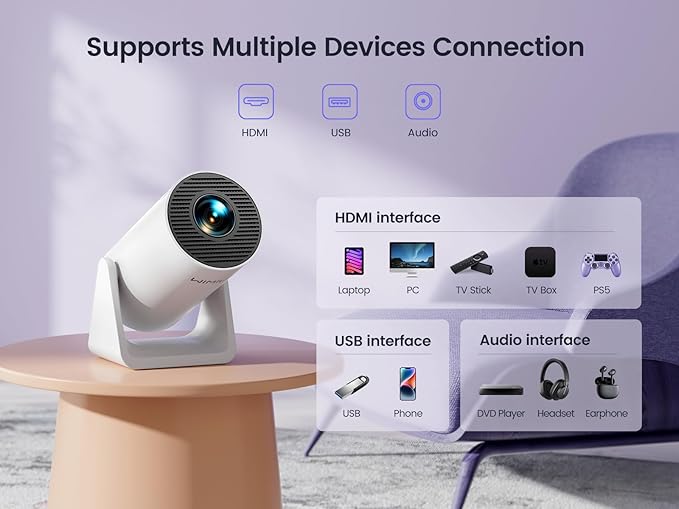 Supports Multiple Devices Connection
HDMI
USB
Audio
HDMI interface
Laptop
PC
TV Stick
TV Box
PS5
USB interface
USB
Phone
Audio interface
DVD Player
Headset
Earphone